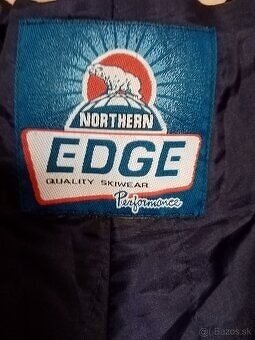 NORTHERN
EDGE
QUALITY SKIWEAR
Performance
Bazos.sk